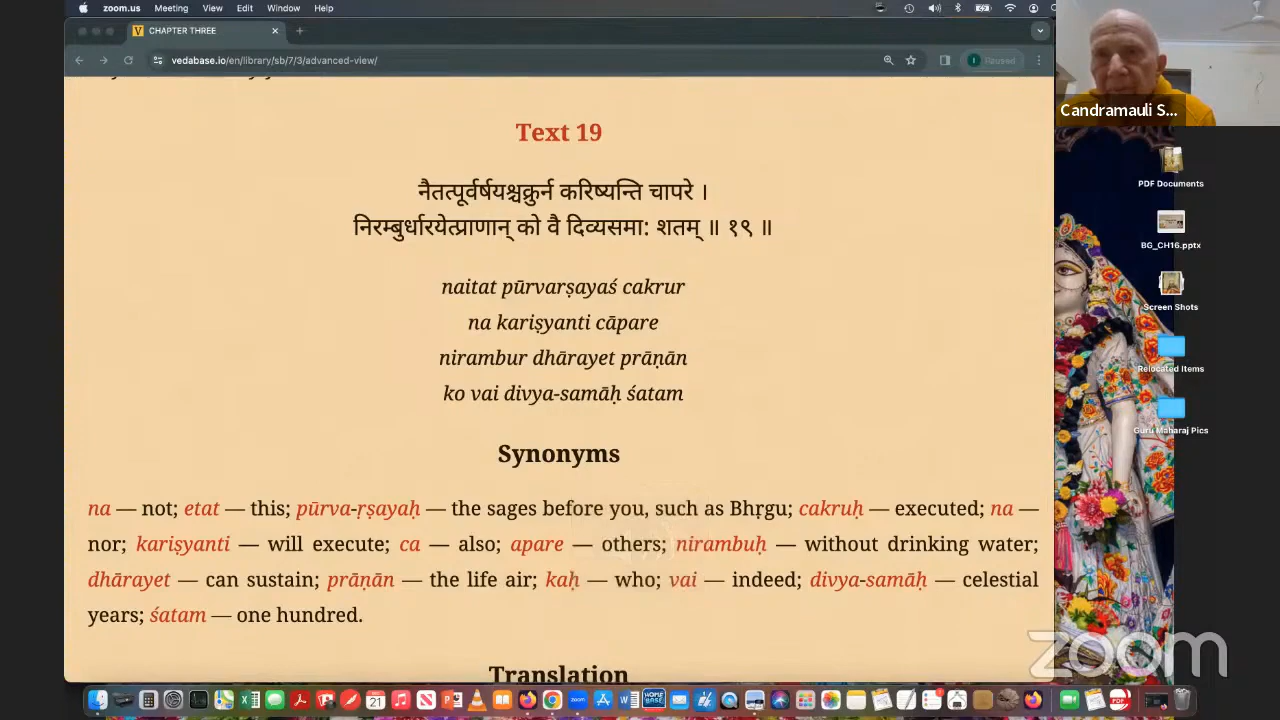 zoom.us Meeting View Edit Window Help
CHAPTER THREE
vedabase.io/en/library/sb/7/3/advanced-view/
Paused
Candramauli S...
Text 19
नैतत्पूर्वर्षयश्चक्रुर्न करिष्यन्ति चापरे ।
निरम्बुर्धारयेत्प्राणान् को वै दिव्यसमा: शतम् ॥ १९ ॥
naitat pūrvarṣayaś cakrur
na kariṣyanti cāpare
nirambur dhārayet prāṇān
ko vai divya-samāḥ śatam
Synonyms
na — not; etat — this; pūrva-ṛṣayaḥ — the sages before you, such as Bhṛgu; cakruḥ — executed; na —
nor; kariṣyanti — will execute; ca — also; apare — others; nirambuḥ — without drinking water;
dhārayet — can sustain; prāṇān — the life air; kaḥ — who; vai — indeed; divya-samāḥ — celestial
years; śatam — one hundred.
Translation
PDF Documents
BG_CH16.pptx
Screen Shots
Relocated Items
Guru Maharaj Pics
zoom